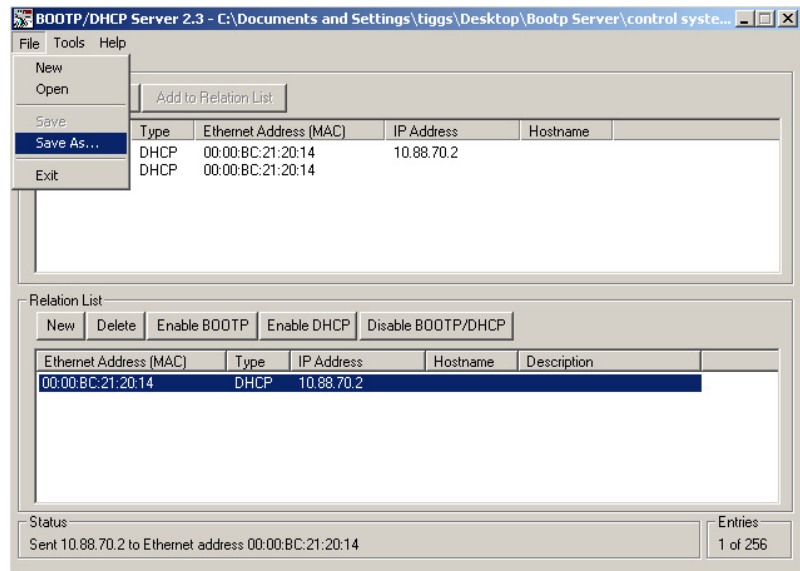 BOOTP/DHCP Server 2.3 - C:\Documents and Settings\tiggs\Desktop\Bootp Server\control syste...
File Tools Help
New
Open
Save
Save As...
Exit
Add to Relation List
Type Ethernet Address (MAC) IP Address Hostname
DHCP 00:00:BC:21:20:14 10.88.70.2
DHCP 00:00:BC:21:20:14
Relation List
New Delete Enable BOOTP Enable DHCP Disable BOOTP/DHCP
Ethernet Address (MAC) Type IP Address Hostname Description
00:00:BC:21:20:14 DHCP 10.88.70.2
Status
Sent 10.88.70.2 to Ethernet address 00:00:BC:21:20:14
Entries
1 of 256